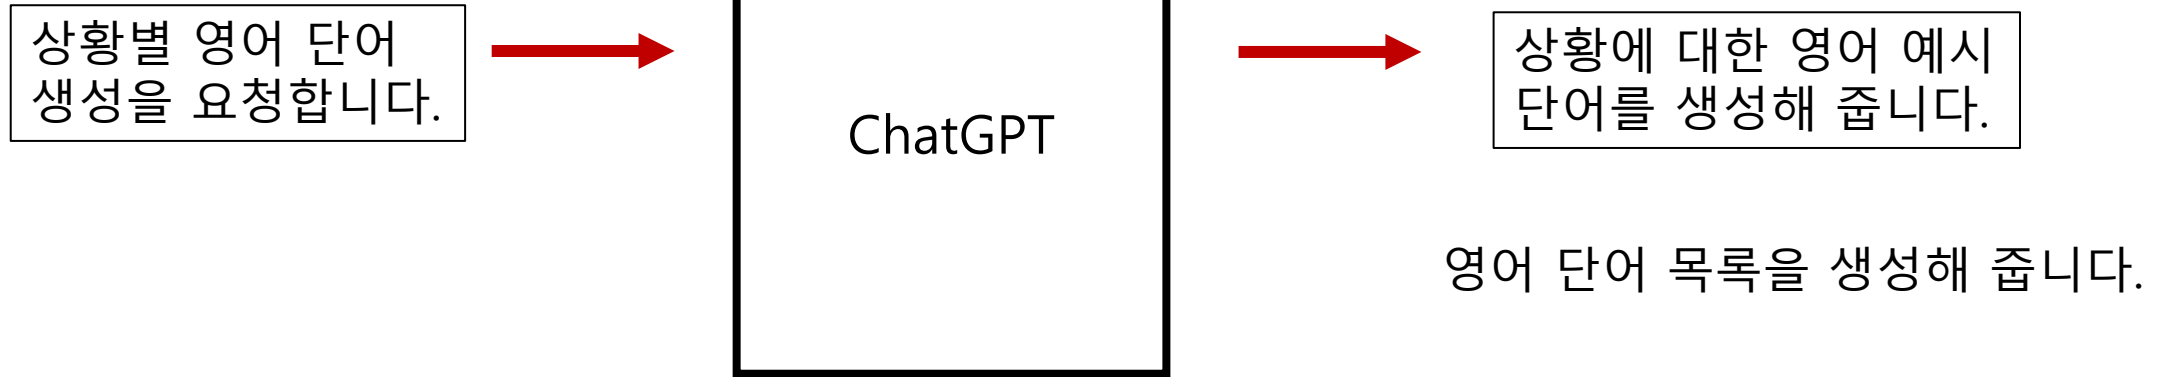 상황별 영어 단어
생성을 요청합니다.
ChatGPT
상황에 대한 영어 예시
단어를 생성해 줍니다.
영어 단어 목록을 생성해 줍니다.